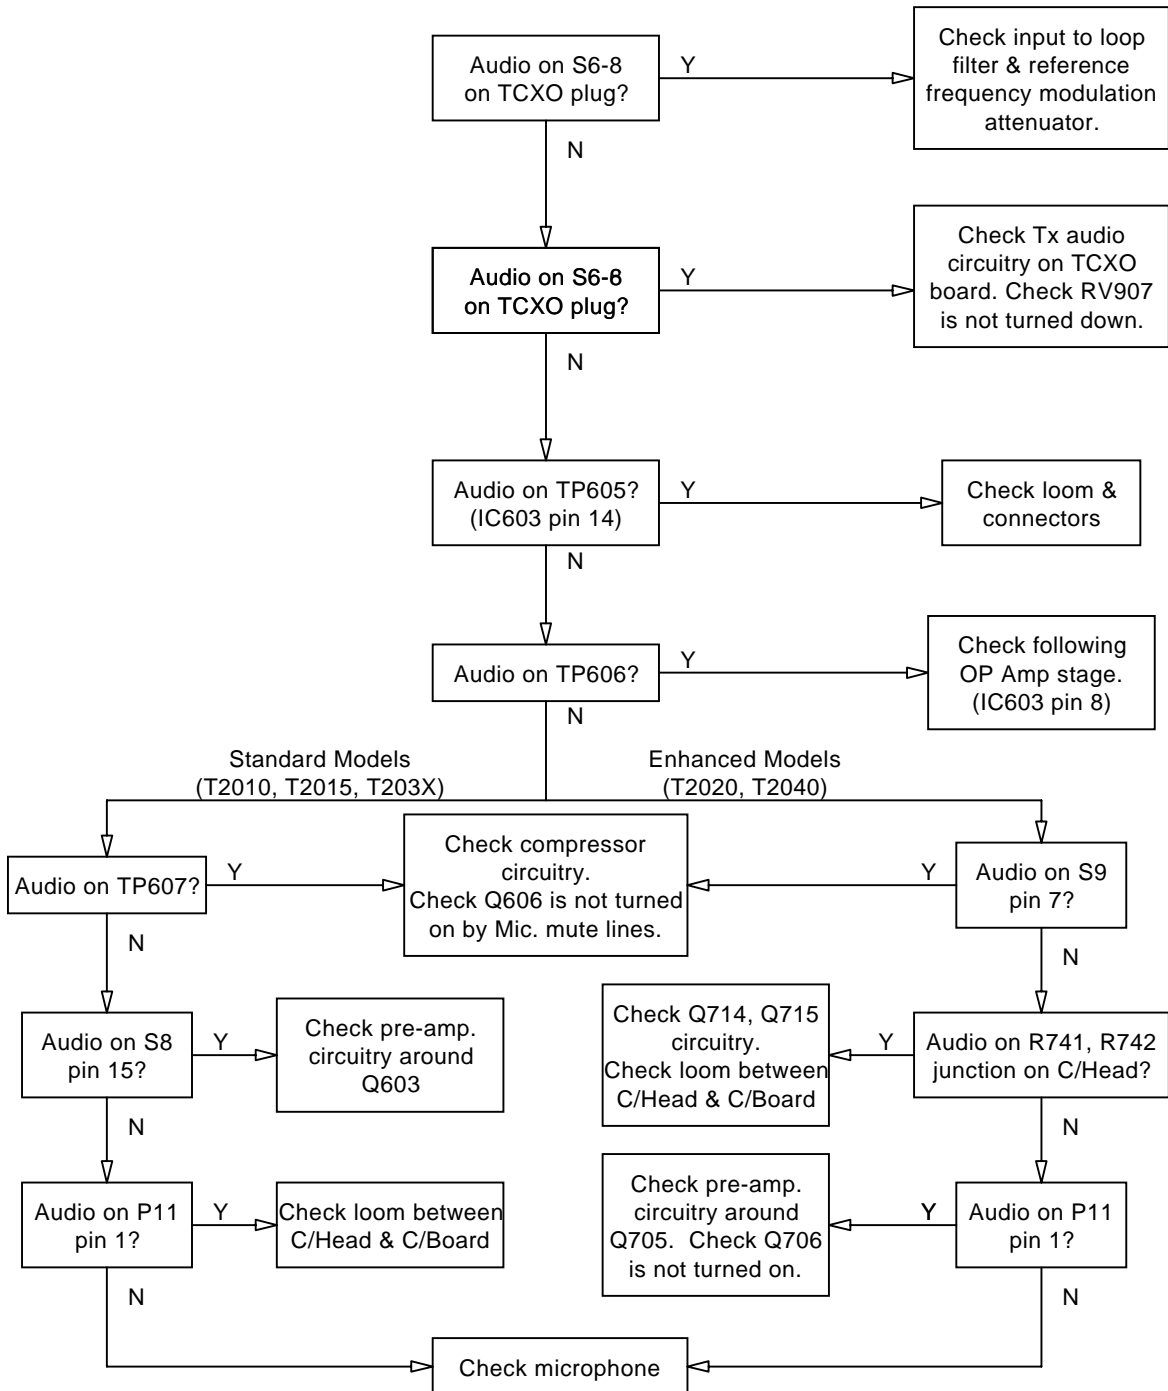 Audio on S6-8
on TCXO plug?
Y
Check input to loop
filter & reference
frequency modulation
attenuator.
N
Audio on
on TCXO plug?
Y
Check Tx audio
circuitry on TCXO
board. Check RV907
is not turned down.
N
Audio on TP605?
(IC603 pin 14)
Y
Check loom &
connectors
N
Audio on TP606?
Y
Check following
OP Amp stage.
(IC603 pin 8)
N
Standard Models
(T2010, T2015, T203X)
Enhanced Models
(T2020, T2040)
Audio on TP607?
Y
Check compressor
circuitry.
Check Q606 is not turned
on by Mic. mute lines.
Y
Audio on S9
pin 7?
N
N
Audio on S8
pin 15?
Y
Check pre-amp.
circuitry around
Q603
Check Q714, Q715
circuitry.
Check loom between
C/Head & C/Board
Y
Audio on R741, R742
junction on C/Head?
N
N
Audio on P11
pin 1?
Y
Check loom between
C/Head & C/Board
Check pre-amp.
circuitry around
Q705. Check Q706
is not turned on.
Y
Audio on P11
pin 1?
N
N
Check microphone